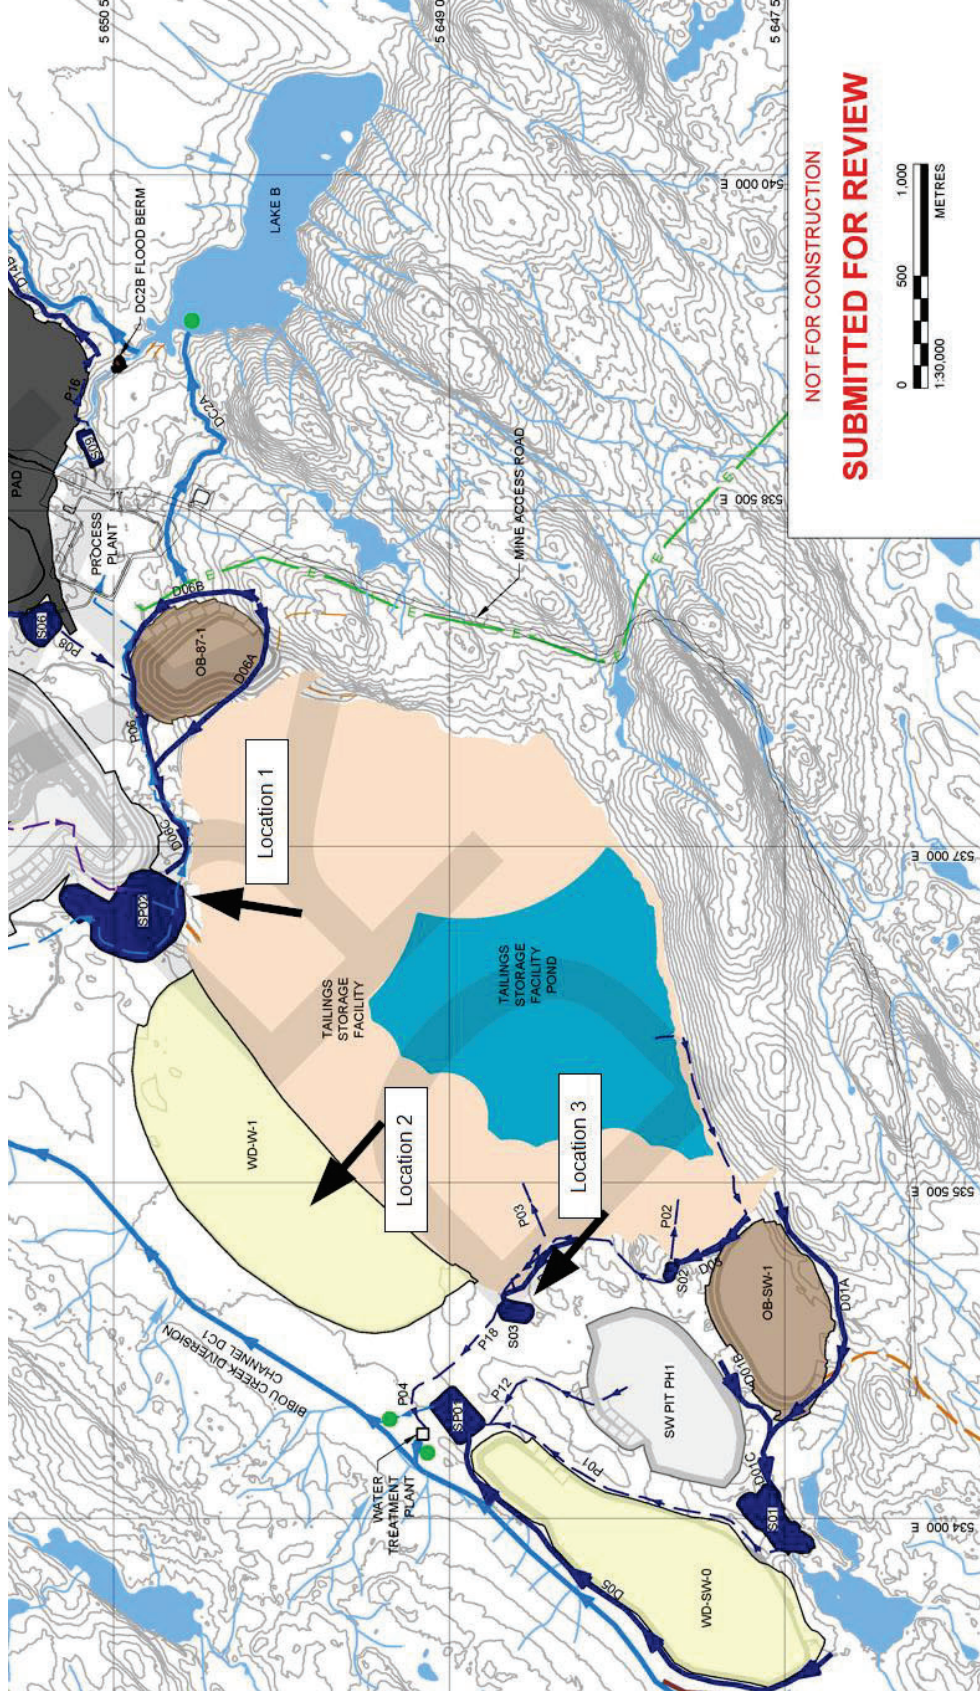 5 650 5
5 649 0
5 647 5
D14B
DC2B FLOOD BERM
LAKE B
540 000 E
NOT FOR CONSTRUCTION
SUBMITTED FOR REVIEW
0
500
1,000
1:30,000
METRES
P16
S09
DC2A
PAD
PROCESS
PLANT
MINE ACCESS ROAD
538 500 E
E
E
E
E
E
E
E
S06
P08
D06B
OB-87-1
D06A
P06
D06C
Location 1
537 000 E
SP02
TAILINGS
STORAGE
FACILITY
TAILINGS
STORAGE
FACILITY
POND
WD-W-1
Location 2
Location 3
535 500 E
P03
P02
S02
BIBOU CREEK DIVERSION
CHANNEL DC1
P18
S03
OB-SW-1
D01A
D01B
P04
P12
SW PIT PH1
SP01
WATER
TREATMENT
PLANT
P01
D01C
S01
534 000 E
D05
WD-SW-0